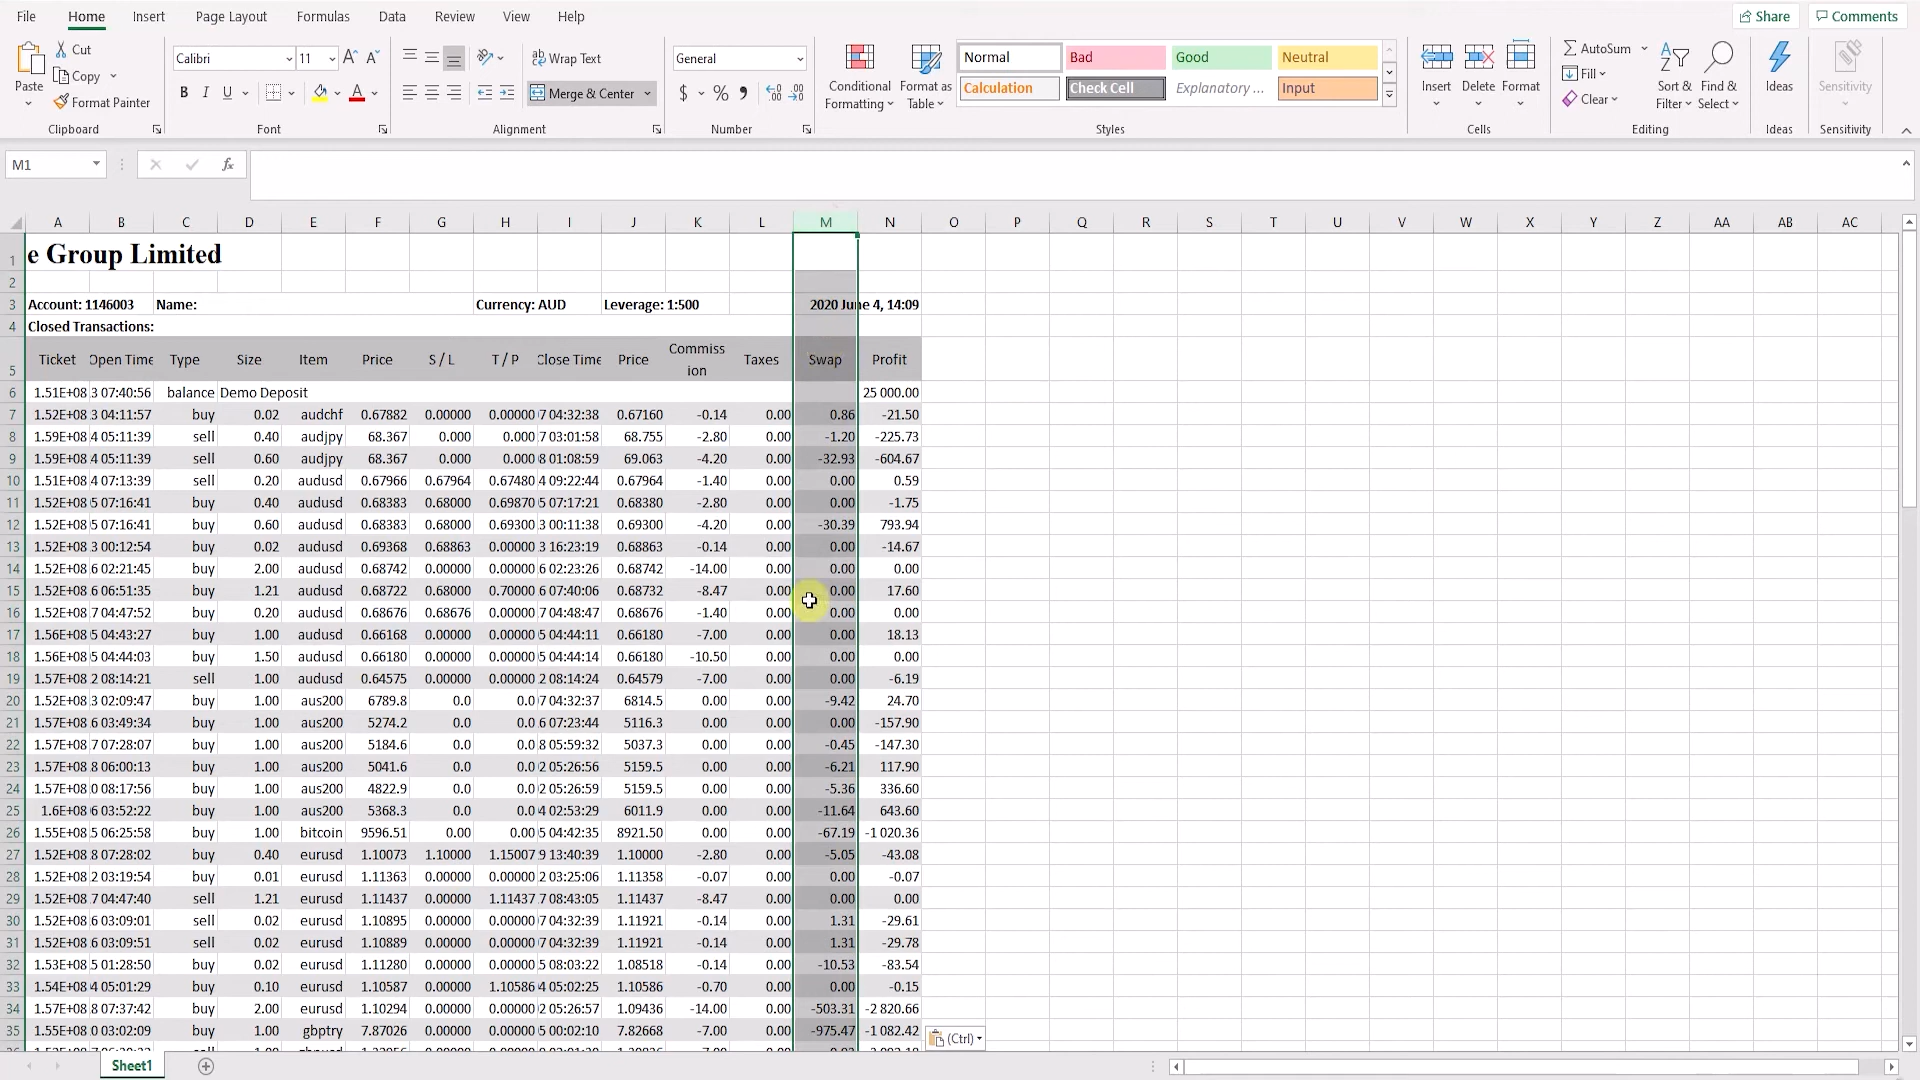 File Home Insert Page Layout Formulas Data Review View Help Share Comments
Paste Cut Copy Format Painter Clipboard
Calibri 11 A A B I U A Font
ab Wrap Text Merge & Center Alignment
General $ % Number
Conditional Formatting Format as Table
Normal Bad Good Neutral
Calculation Check Cell Explanatory ... Input
Styles
Insert Delete Format Cells
AutoSum Fill Clear Sort & Filter Find & Select Editing
Ideas Ideas
Sensitivity Sensitivity
M1 fx
A B C D E F G H I J K L M N O P Q R S T U V W X Y Z AA AB AC
1 e Group Limited
2
3 Account: 1146003 Name: Currency: AUD Leverage: 1:500 2020 June 4, 14:09
4 Closed Transactions:
5 Ticket Open Time Type Size Item Price S / L T / P Close Time Price Commission Taxes Swap Profit
6 1.51E+08 3 07:40:56 balance Demo Deposit 25 000.00
7 1.52E+08 3 04:11:57 buy 0.02 audchf 0.67882 0.00000 0.00000 7 04:32:38 0.67160 -0.14 0.00 0.86 -21.50
8 1.59E+08 4 05:11:39 sell 0.40 audjpy 68.367 0.000 0.000 7 03:01:58 68.755 -2.80 0.00 -1.20 -225.73
9 1.59E+08 4 05:11:39 sell 0.60 audjpy 68.367 0.000 0.000 8 01:08:59 69.063 -4.20 0.00 -32.93 -604.67
10 1.51E+08 4 07:13:39 sell 0.20 audusd 0.67966 0.67964 0.67480 4 09:22:44 0.67964 -1.40 0.00 0.00 0.59
11 1.52E+08 5 07:16:41 buy 0.40 audusd 0.68383 0.68000 0.69870 5 07:17:21 0.68380 -2.80 0.00 0.00 -1.75
12 1.52E+08 5 07:16:41 buy 0.60 audusd 0.68383 0.68000 0.69300 3 00:11:38 0.69300 -4.20 0.00 -30.39 793.94
13 1.52E+08 3 00:12:54 buy 0.02 audusd 0.69368 0.68863 0.00000 3 16:23:19 0.68863 -0.14 0.00 0.00 -14.67
14 1.52E+08 6 02:21:45 buy 2.00 audusd 0.68742 0.00000 0.00000 6 02:23:26 0.68742 -14.00 0.00 0.00 0.00
15 1.52E+08 6 06:51:35 buy 1.21 audusd 0.68722 0.68000 0.70000 6 07:40:06 0.68732 -8.47 0.00 0.00 17.60
16 1.52E+08 7 04:47:52 buy 0.20 audusd 0.68676 0.68676 0.00000 7 04:48:47 0.68676 -1.40 0.00 0.00 0.00
17 1.56E+08 5 04:43:27 buy 1.00 audusd 0.66168 0.00000 0.00000 5 04:44:11 0.66180 -7.00 0.00 0.00 18.13
18 1.56E+08 5 04:44:03 buy 1.50 audusd 0.66180 0.00000 0.00000 5 04:44:14 0.66180 -10.50 0.00 0.00 0.00
19 1.57E+08 2 08:14:21 sell 1.00 audusd 0.64575 0.00000 0.00000 2 08:14:24 0.64579 -7.00 0.00 0.00 -6.19
20 1.52E+08 3 02:09:47 buy 1.00 aus200 6789.8 0.0 0.0 7 04:32:37 6814.5 0.00 0.00 -9.42 24.70
21 1.57E+08 6 03:49:34 buy 1.00 aus200 5274.2 0.0 0.0 6 07:23:44 5116.3 0.00 0.00 0.00 -157.90
22 1.57E+08 7 07:28:07 buy 1.00 aus200 5184.6 0.0 0.0 8 05:59:32 5037.3 0.00 0.00 -0.45 -147.30
23 1.57E+08 8 06:00:13 buy 1.00 aus200 5041.6 0.0 0.0 2 05:26:56 5159.5 0.00 0.00 -6.21 117.90
24 1.57E+08 0 08:17:56 buy 1.00 aus200 4822.9 0.0 0.0 2 05:26:59 5159.5 0.00 0.00 -5.36 336.60
25 1.6E+08 6 03:52:22 buy 1.00 aus200 5368.3 0.0 0.0 4 02:53:29 6011.9 0.00 0.00 -11.64 643.60
26 1.55E+08 5 06:25:58 buy 1.00 bitcoin 9596.51 0.00 0.00 5 04:42:35 8921.50 0.00 0.00 -67.19 -1 020.36
27 1.52E+08 8 07:28:02 buy 0.40 eurusd 1.10073 1.10000 1.15007 9 13:40:39 1.10000 -2.80 0.00 -5.05 -43.08
28 1.52E+08 2 03:19:54 buy 0.01 eurusd 1.11363 0.00000 0.00000 2 03:25:06 1.11358 -0.07 0.00 0.00 -0.07
29 1.52E+08 7 04:47:40 sell 1.21 eurusd 1.11437 0.00000 1.11437 7 08:43:05 1.11437 -8.47 0.00 0.00 0.00
30 1.52E+08 6 03:09:01 sell 0.02 eurusd 1.10895 0.00000 0.00000 7 04:32:39 1.11921 -0.14 0.00 1.31 -29.61
31 1.52E+08 6 03:09:51 sell 0.02 eurusd 1.10889 0.00000 0.00000 7 04:32:39 1.11921 -0.14 0.00 1.31 -29.78
32 1.53E+08 5 01:28:50 buy 0.02 eurusd 1.11280 0.00000 0.00000 5 08:03:22 1.08518 -0.14 0.00 -10.53 -83.54
33 1.54E+08 4 05:01:29 buy 0.10 eurusd 1.10587 0.00000 1.10586 4 05:02:25 1.10586 -0.70 0.00 0.00 -0.15
34 1.57E+08 8 07:37:42 buy 2.00 eurusd 1.10294 0.00000 0.00000 2 05:26:57 1.09436 -14.00 0.00 -503.31 -2 820.66
35 1.55E+08 0 03:02:09 buy 1.00 gbptry 7.87026 0.00000 0.00000 5 00:02:10 7.82668 -7.00 0.00 -975.47 -1 082.42
(Ctrl)
Sheet1